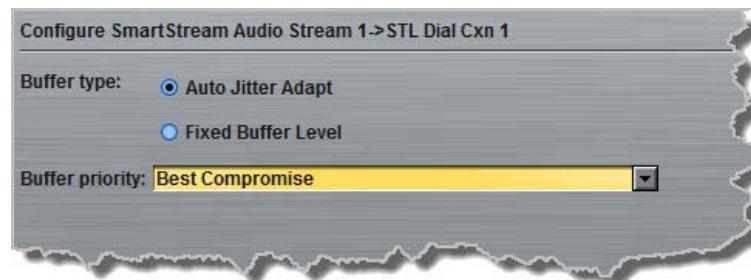 Configure SmartStream Audio Stream 1->STL Dial Cxn 1
Buffer type:
Auto Jitter Adapt
Fixed Buffer Level
Buffer priority: Best Compromise